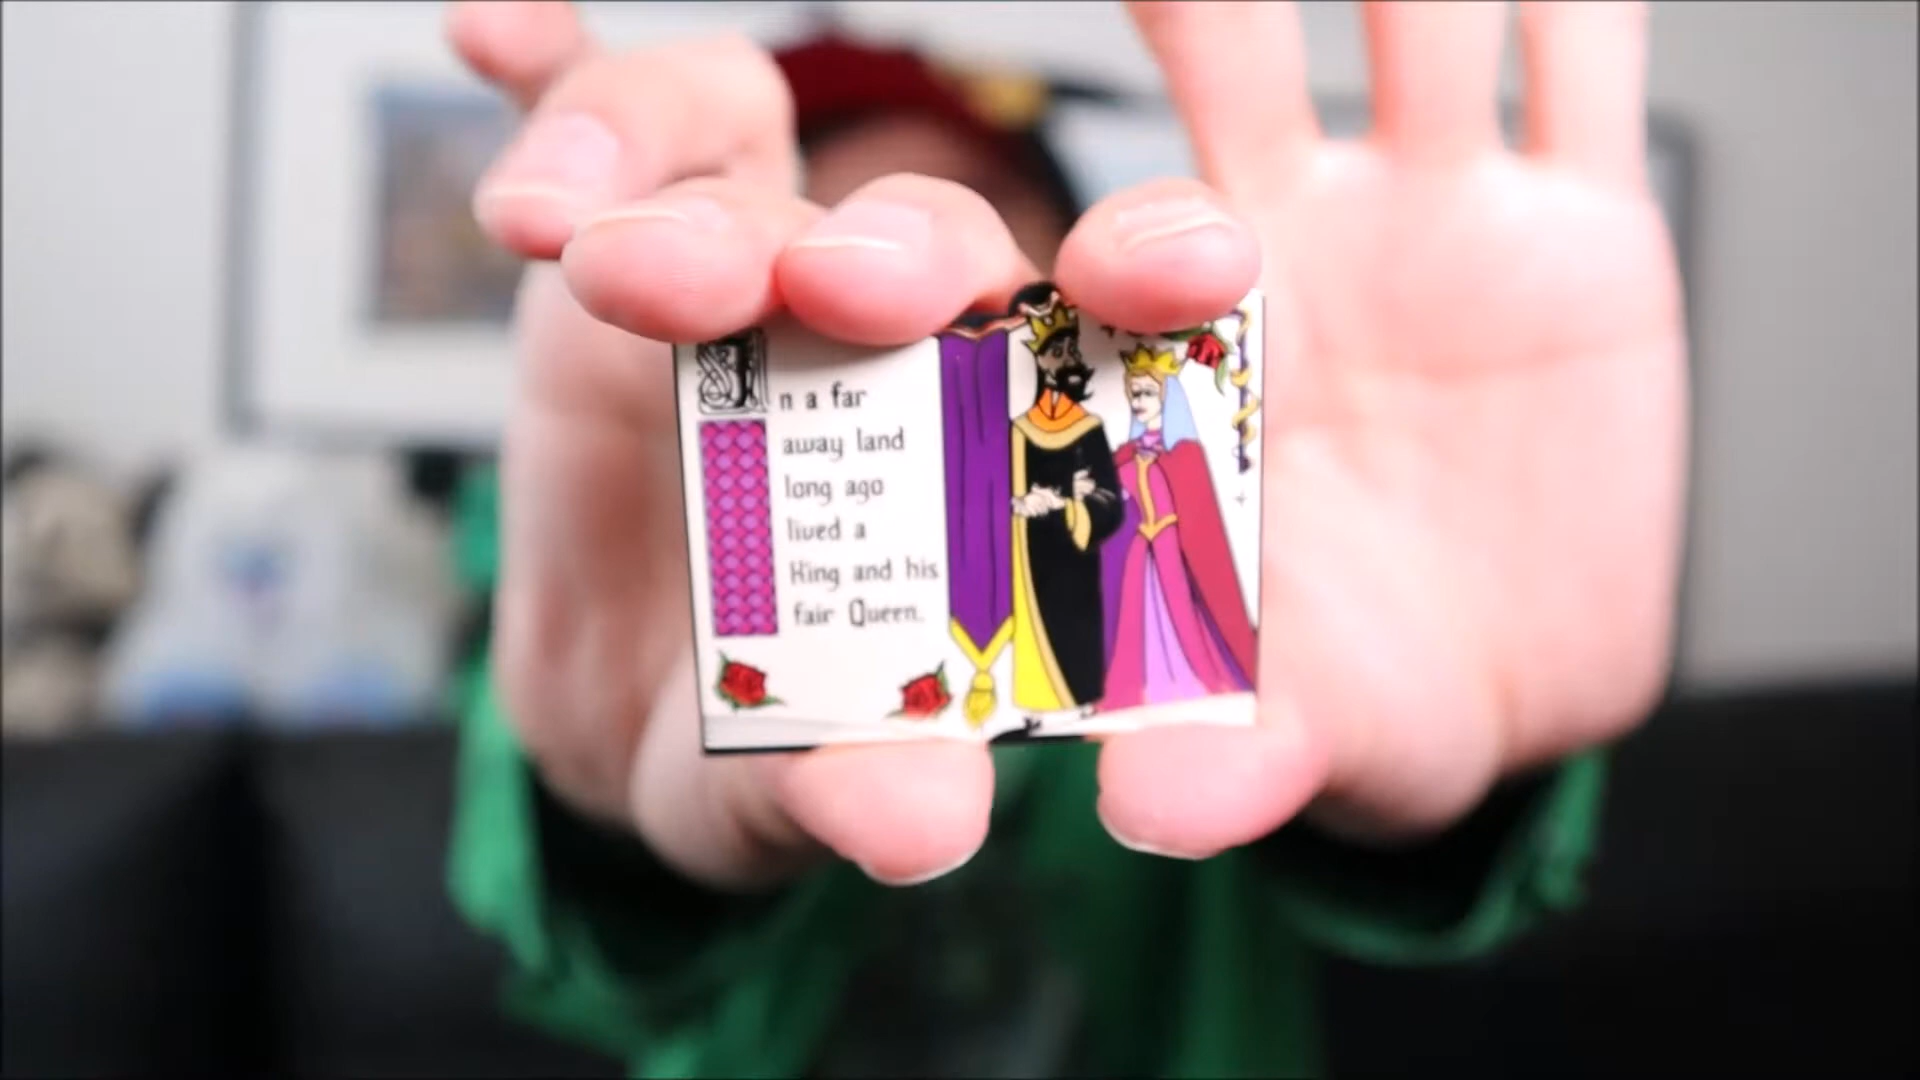 In a far
away land
long ago
lived a
King and his
fair Queen.